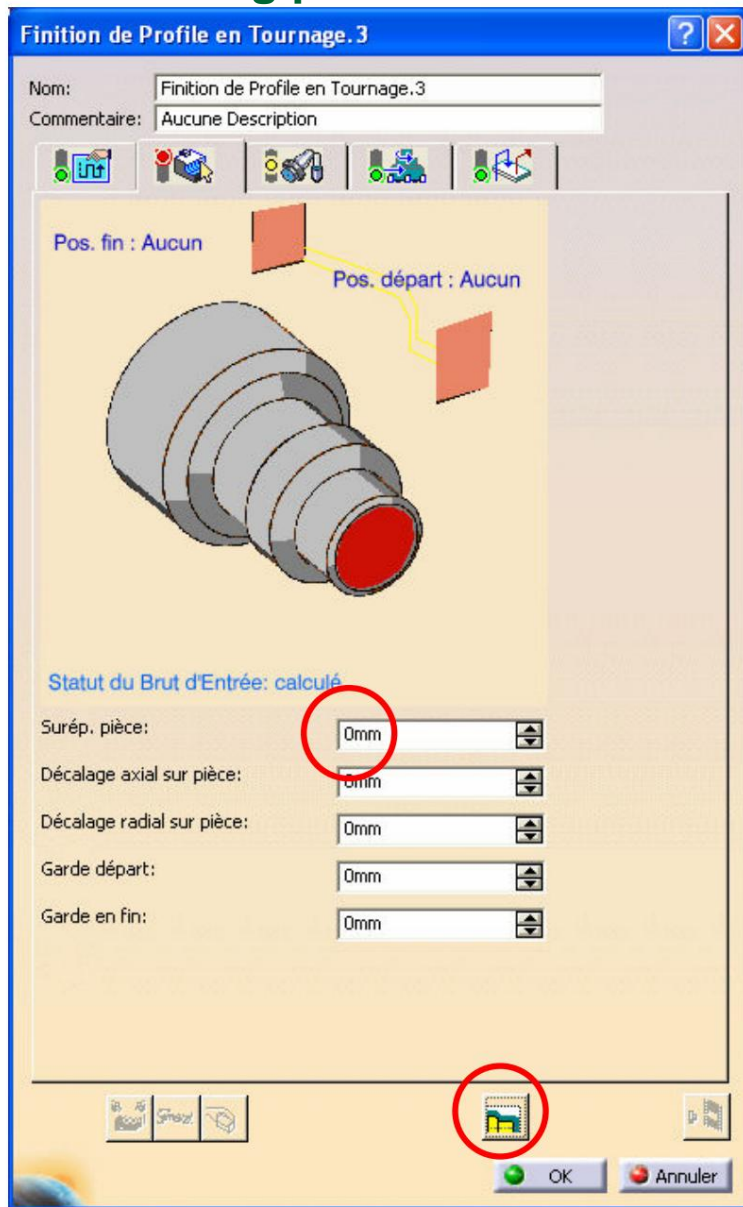 Finition de Profile en Tournage.3
Nom: Finition de Profile en Tournage.3
Commentaire: Aucune Description
Pos. fin : Aucun
Pos. départ : Aucun
Statut du Brut d'Entrée: calculé
Surép. pièce: 0mm
Décalage axial sur pièce: 0mm
Décalage radial sur pièce: 0mm
Garde départ: 0mm
Garde en fin: 0mm
OK Annuler